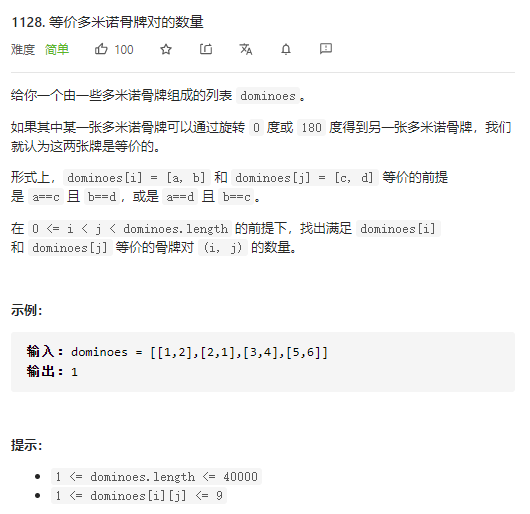 1128. 等价多米诺骨牌对的数量
难度 简单 100
给你一个由一些多米诺骨牌组成的列表 dominoes。
如果其中某一张多米诺骨牌可以通过旋转 0 度或 180 度得到另一张多米诺骨牌，我们
就认为这两张牌是等价的。
形式上，dominoes[i] = [a, b] 和 dominoes[j] = [c, d] 等价的前提
是 a==c 且 b==d，或是 a==d 且 b==c。
在 0 <= i < j < dominoes.length 的前提下，找出满足 dominoes[i]
和 dominoes[j] 等价的骨牌对 (i, j) 的数量。
示例：
输入：dominoes = [[1,2],[2,1],[3,4],[5,6]]
输出：1
提示：
1 <= dominoes.length <= 40000
1 <= dominoes[i][j] <= 9